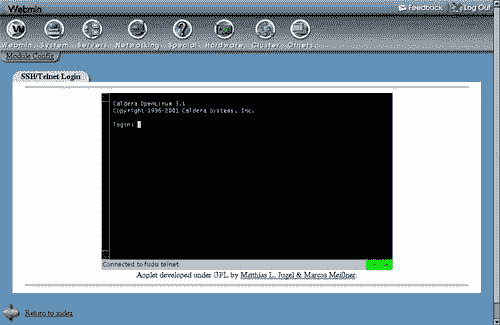 Webmin
Feedback
Log Out
Webmin System Servers Networking Special Hardware Cluster Others
Module Config
SSH/Telnet Login
Caldera OpenLinux 3.1
Copyright 1996-2001 Caldera Systems, Inc.
login:
Connected to fudu telnet
Applet developed under GPL by Matthias L. Jugel & Marcus Meißner.
Return to index